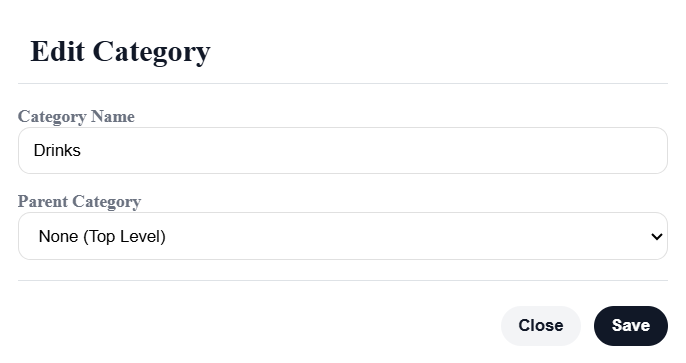 Edit Category
Category Name
Drinks
Parent Category
None (Top Level)
Close Save